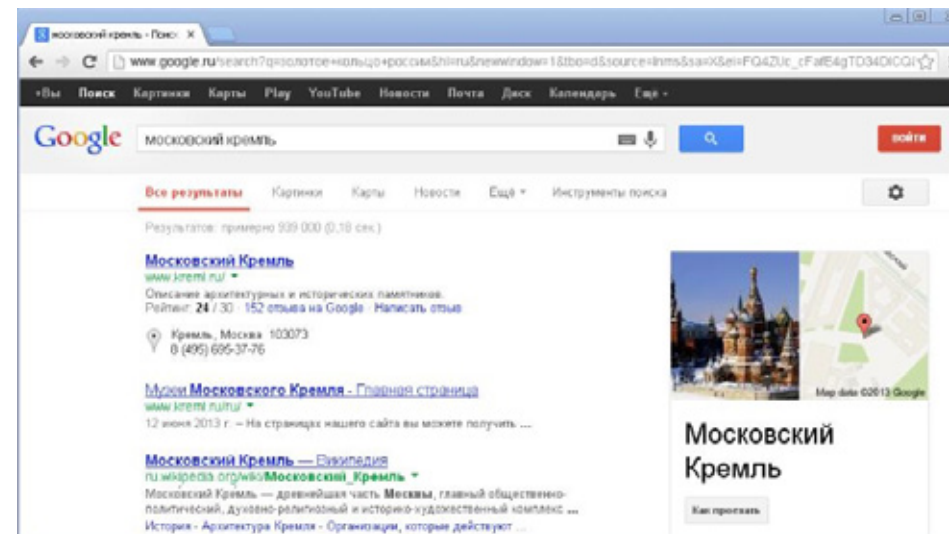 московский кремль - Поис
www.google.ru/search?q=золотое+кольцо+россии&hl=ru&newwindow=1&tbo=d&source=lnms&sa=X&ei=
+Вы Поиск Картинки Карты Play YouTube Новости Почта Диск Календарь Ещё
Google московский кремль ВОЙТИ
Все результаты Картинки Карты Новости Ещё Инструменты поиска
Результатов: примерно 939 000 (0,18 сек.)
Московский Кремль
www.kreml.ru/
Описание архитектурных и исторических памятников.
Рейтинг: 24 / 30 - 152 отзыва на Google - Написать отзыв
Кремль, Москва 103073
8 (495) 695-37-76
Музеи Московского Кремля - Главная страница
www.kreml.ru/ru/
12 июня 2013 г. – На страницах нашего сайта вы можете получить ...
Московский Кремль — Википедия
ru.wikipedia.org/wiki/Московский_Кремль
Московский Кремль — древнейшая часть Москвы, главный общественно-
политический, духовно-религиозный и историко-художественный комплекс ...
История - Архитектура Кремля - Организации, которые действуют ...
Map data ©2013 Google
Московский
Кремль
Как проехать